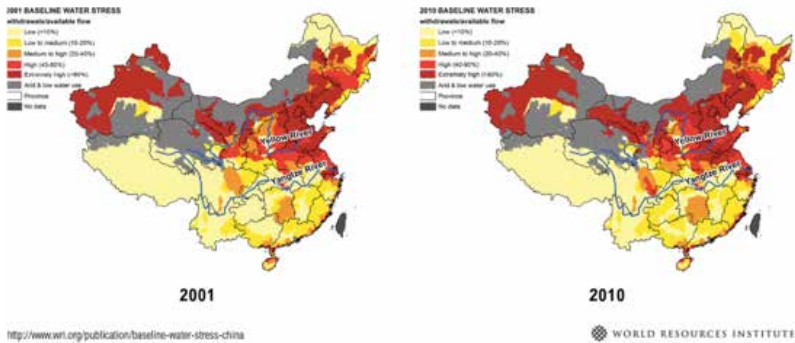 2001 BASELINE WATER STRESS
withdrawals/available flow
Low (<10%)
Low to medium (10-20%)
Medium to high (20-40%)
High (40-80%)
Extremely high (>80%)
Arid & low water use
Province
No data
Yellow River
Yangtze River
2001
2010 BASELINE WATER STRESS
withdrawals/available flow
Low (<10%)
Low to medium (10-20%)
Medium to high (20-40%)
High (40-80%)
Extremely high (>80%)
Arid & low water use
Province
No data
Yellow River
Yangtze River
2010
http://www.wri.org/publication/baseline-water-stress-china
WORLD RESOURCES INSTITUTE